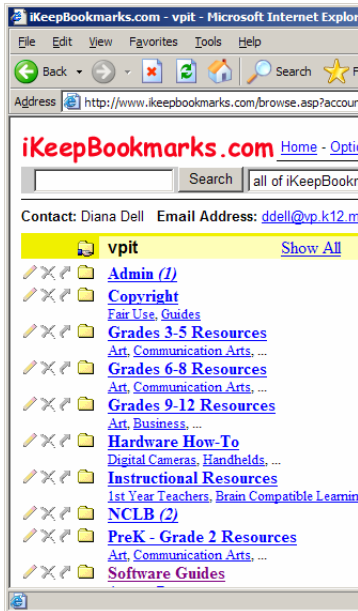 iKeepBookmarks.com - vpit - Microsoft Internet Explor
File Edit View Favorites Tools Help
Back Search F
Address http://www.ikeepbookmarks.com/browse.asp?accour
iKeepBookmarks.com Home - Optio
Search all of iKeepBookm
Contact: Diana Dell Email Address: ddell@vp.k12.m
vpit Show All
Admin (1)
Copyright
Fair Use, Guides
Grades 3-5 Resources
Art, Communication Arts, ...
Grades 6-8 Resources
Art, Communication Arts, ...
Grades 9-12 Resources
Art, Business, ...
Hardware How-To
Digital Cameras, Handhelds, ...
Instructional Resources
1st Year Teachers, Brain Compatible Learnin
NCLB (2)
PreK - Grade 2 Resources
Art, Communication Arts, ...
Software Guides